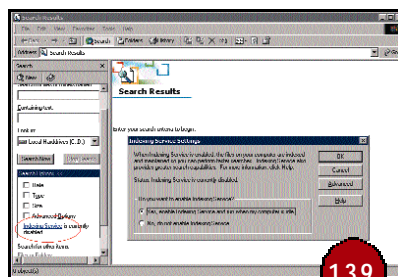 Search Results
File Edit View Favorites Tools Help
Back Search Folders History
Address Search Results Go
Search
New
Containing text:
Look in:
Local Harddrives (C:,D:)
Search Now Stop Search
Search Options <<
Date
Type
Size
Advanced Options
Indexing Service is currently disabled
Search for other items:
Search Results
Enter your search criteria to begin.
Indexing Service Settings
When Indexing Service is enabled, the files on your computer are indexed
and maintained so you can perform faster searches. Indexing Service also
provides greater search capabilities. For more information, click Help.
Status: Indexing Service is currently disabled.
Do you want to enable Indexing Service?
Yes, enable Indexing Service and run when my computer is idle.
No, do not enable Indexing Service
OK
Cancel
Advanced
Help
0 object(s)
139